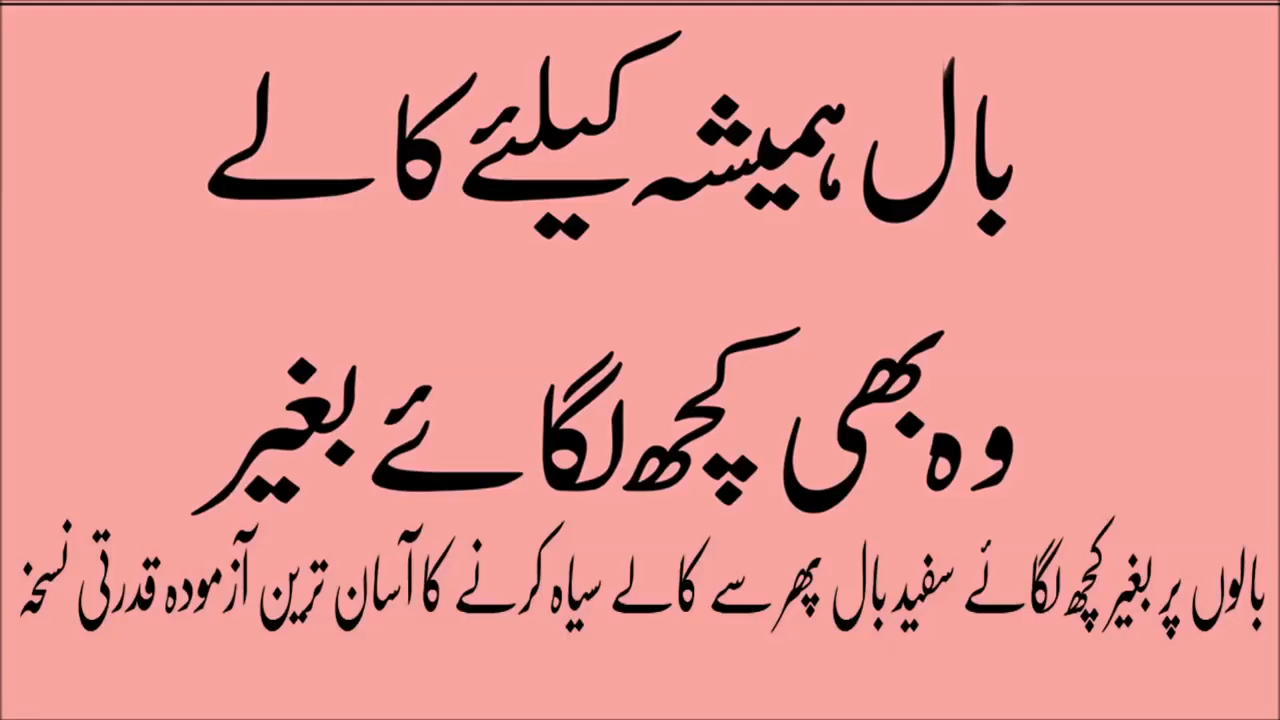 بال ہمیشہ کیلئے کالے
وہ بھی کچھ لگائے بغیر
بالوں پر بغیر کچھ لگائے سفید بال پھر سے کالے سیاہ کرنے کا آسان ترین آزمودہ قدرتی نسخہ